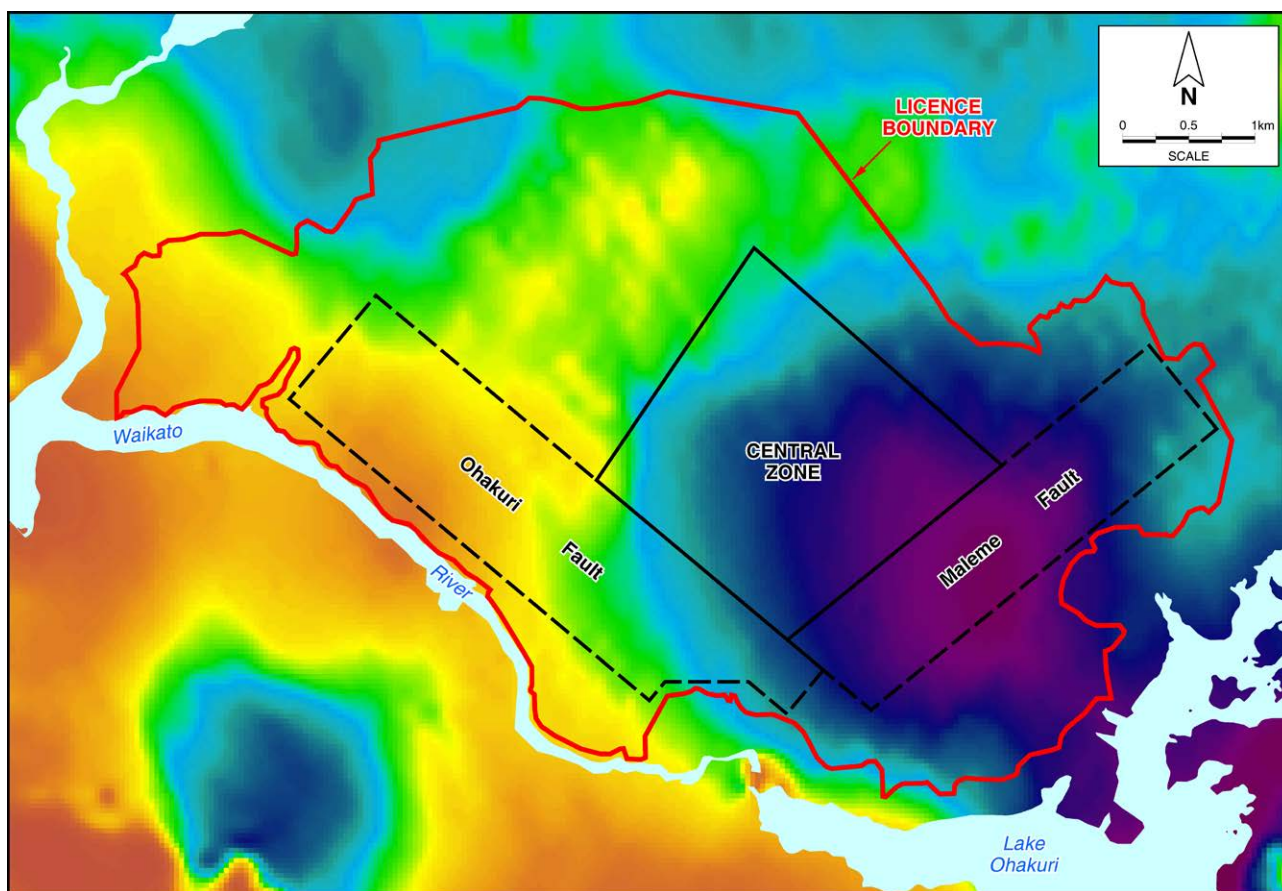 N
0
0.5
1km
SCALE
LICENCE
BOUNDARY
Waikato
River
Ohakuri
Fault
CENTRAL
ZONE
Maleme
Fault
Lake
Ohakuri